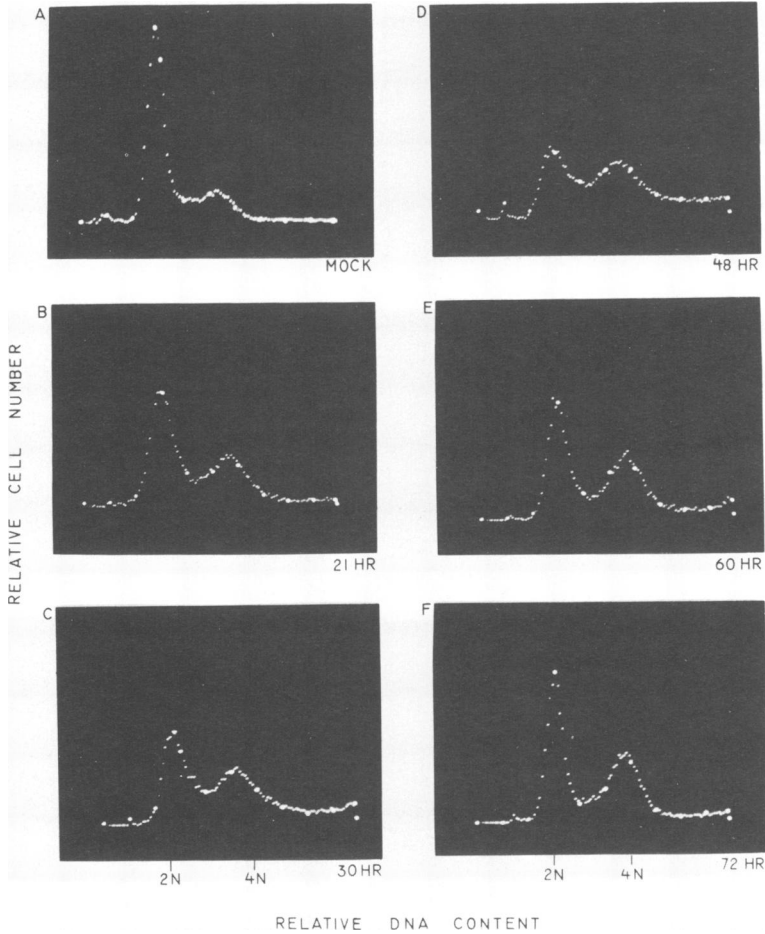 A
MOCK
B
21 HR
C
30 HR
2N 4N
D
48 HR
E
60 HR
F
72 HR
2N 4N
RELATIVE CELL NUMBER
RELATIVE DNA CONTENT